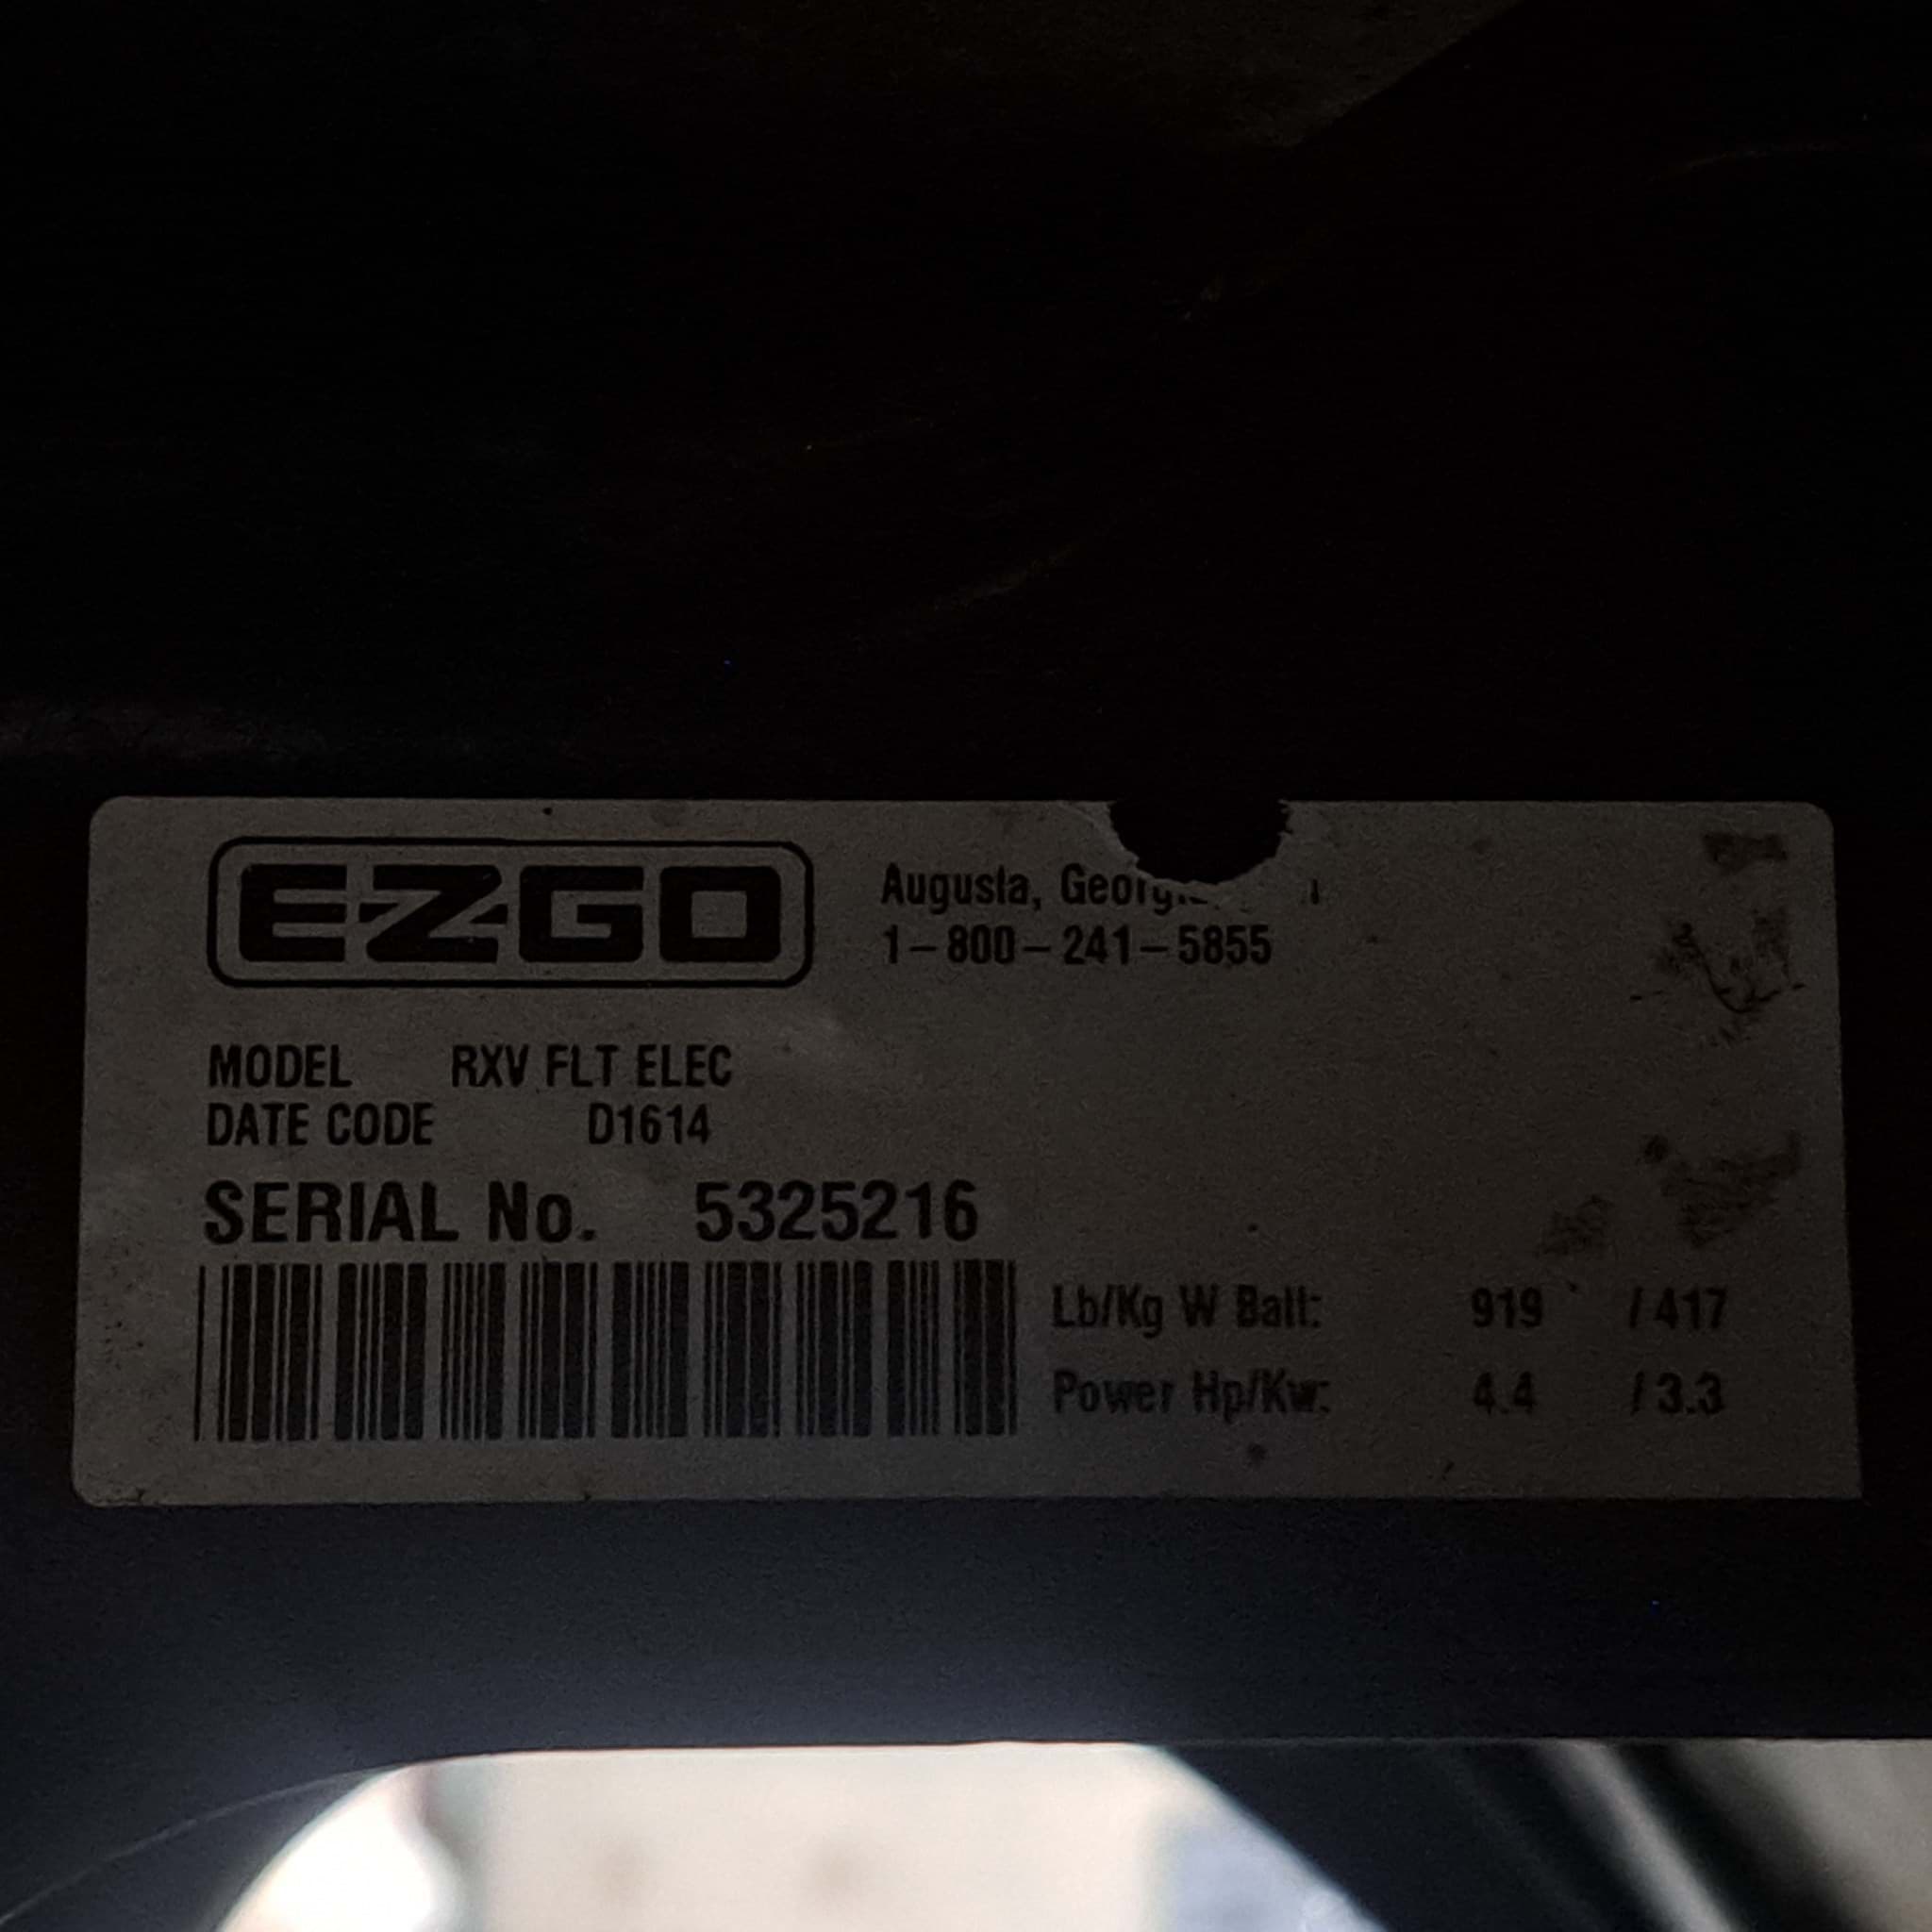 E-Z-GO
Augusta,
1-800-241-5855
MODEL RXV FLT ELEC
DATE CODE D1614
SERIAL No. 5325216
Lb/Kg W Batt: 919 / 417
Power Hp/Kw: 4.4 / 3.3